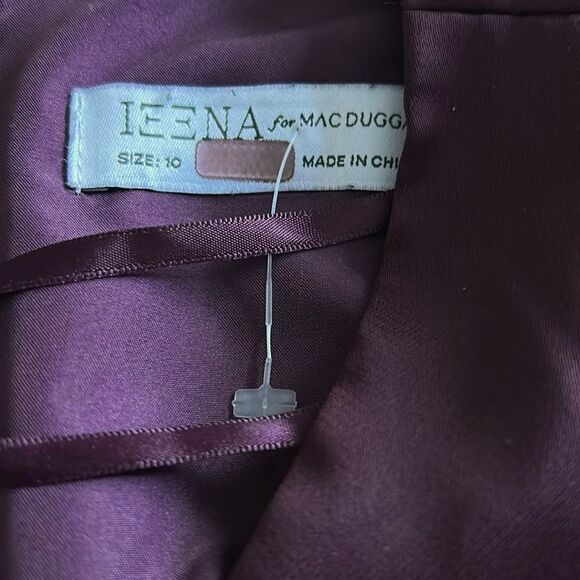 IEENA for MAC DUGGA
SIZE: 10 MADE IN CHI